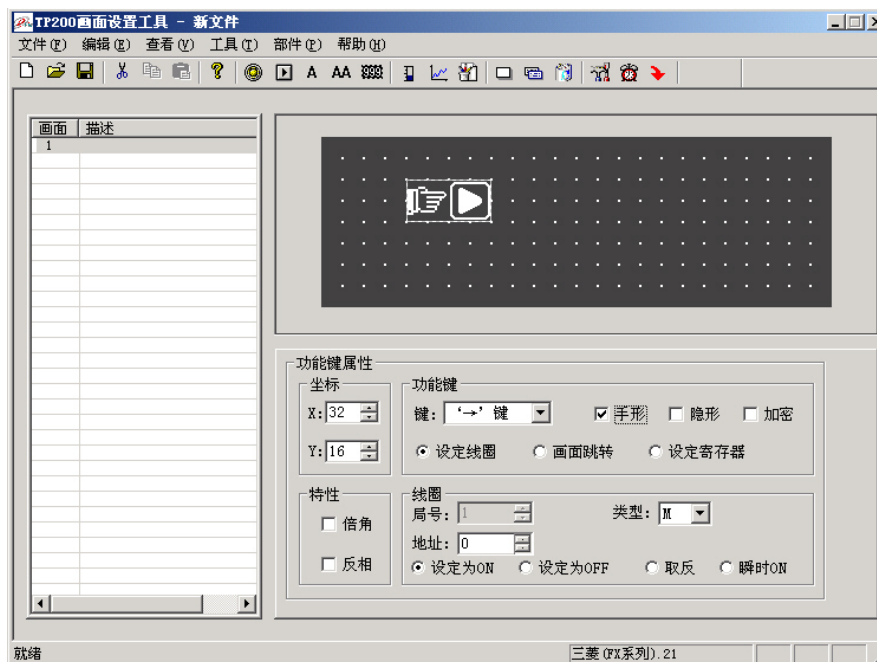 TP200画面设置工具 - 新文件
文件(F) 编辑(E) 查看(V) 工具(T) 部件(P) 帮助(H)
A AA
画面 描述
1
功能键属性
坐标
X: 32
Y: 16
功能键
键: ‘→’键 手形 隐形 加密
设定线圈 画面跳转 设定寄存器
特性
倍角
反相
线圈
局号: 1 类型: M
地址: 0
设定为ON 设定为OFF 取反 瞬时ON
就绪 三菱(FX系列).21